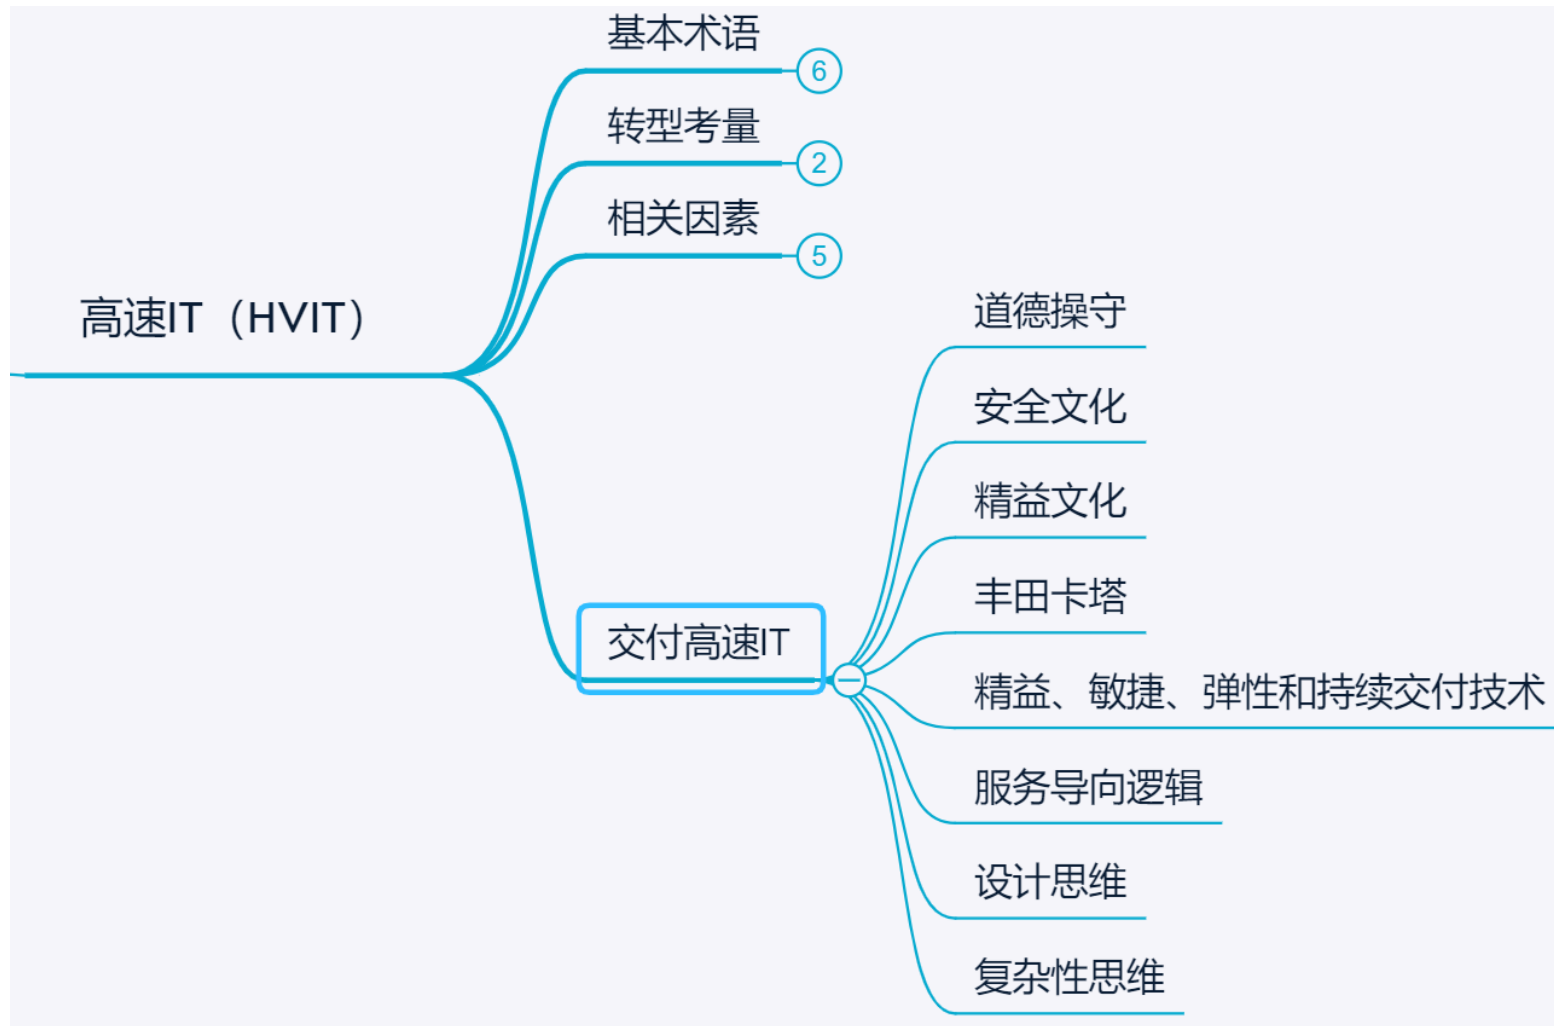 基本术语
6
转型考量
2
相关因素
5
高速IT（HVIT）
道德操守
安全文化
精益文化
丰田卡塔
交付高速IT
精益、敏捷、弹性和持续交付技术
服务导向逻辑
设计思维
复杂性思维